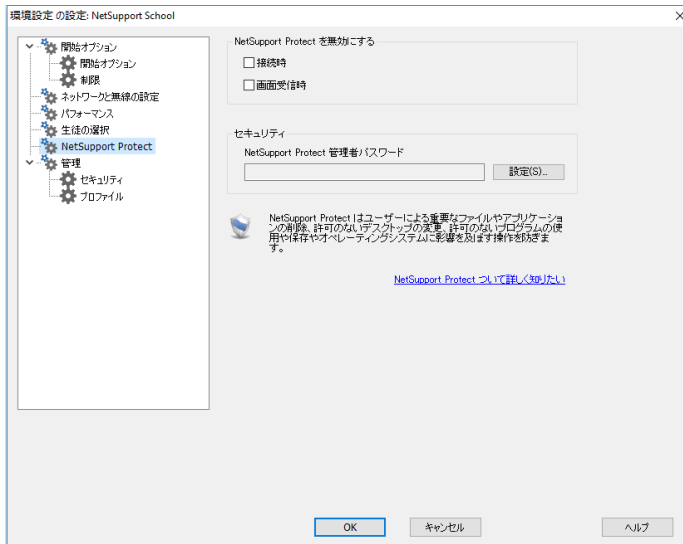 環境設定 の設定: NetSupport School
開始オプション
開始オプション
制限
ネットワークと無線の設定
パフォーマンス
生徒の選択
NetSupport Protect
管理
セキュリティ
プロファイル
NetSupport Protect を無効にする
接続時
画面受信時
セキュリティ
NetSupport Protect 管理者パスワード
設定(S)...
NetSupport Protect はユーザーによる重要なファイルやアプリケーショ
ンの削除、許可のないデスクトップの変更、許可のないプログラムの使
用や保存やオペレーティングシステムに影響を及ぼす操作を防ぎま
す。
NetSupport Protect ついて詳しく知りたい
OK
キャンセル
ヘルプ